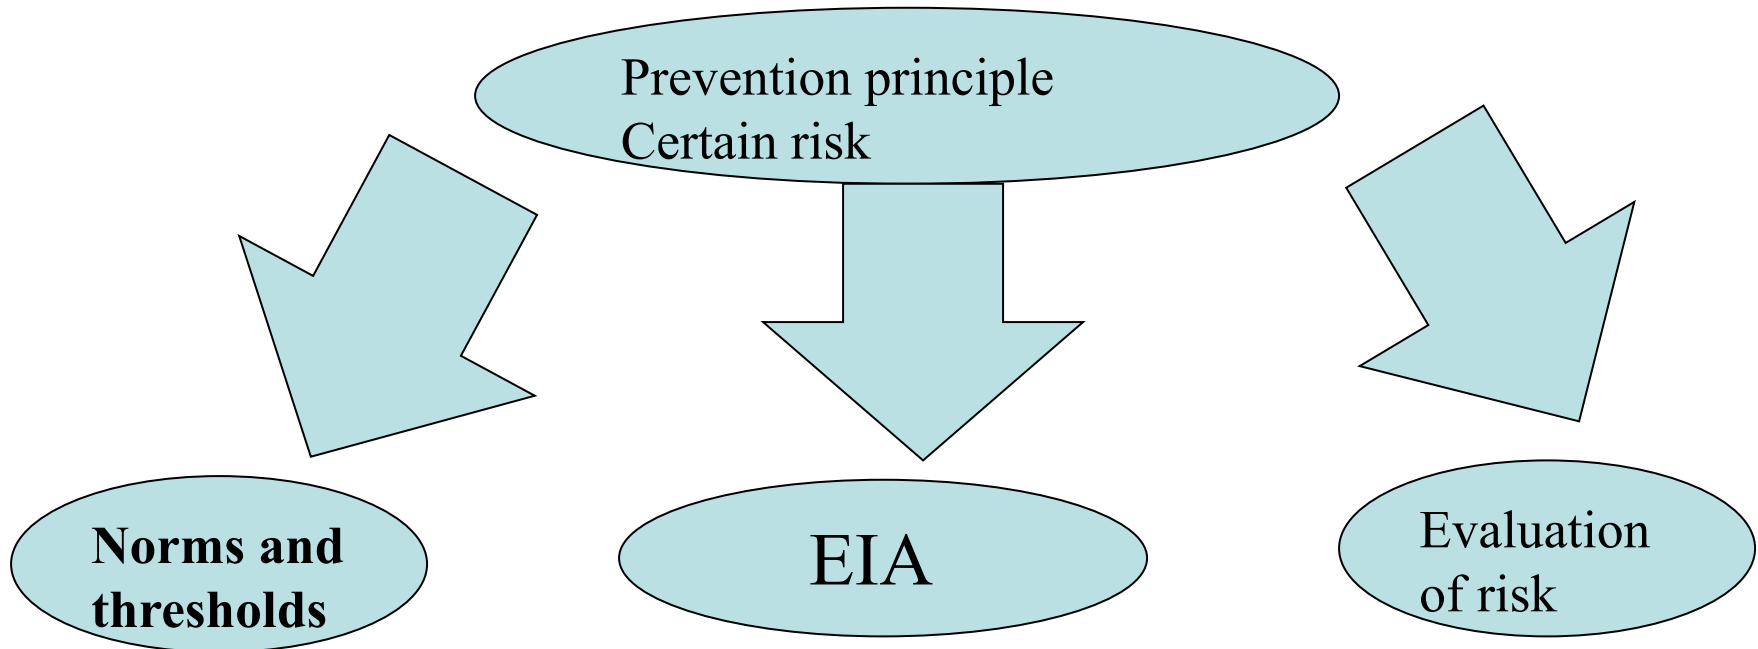 Prevention principle
Certain risk
Norms and
thresholds
EIA
Evaluation
of risk